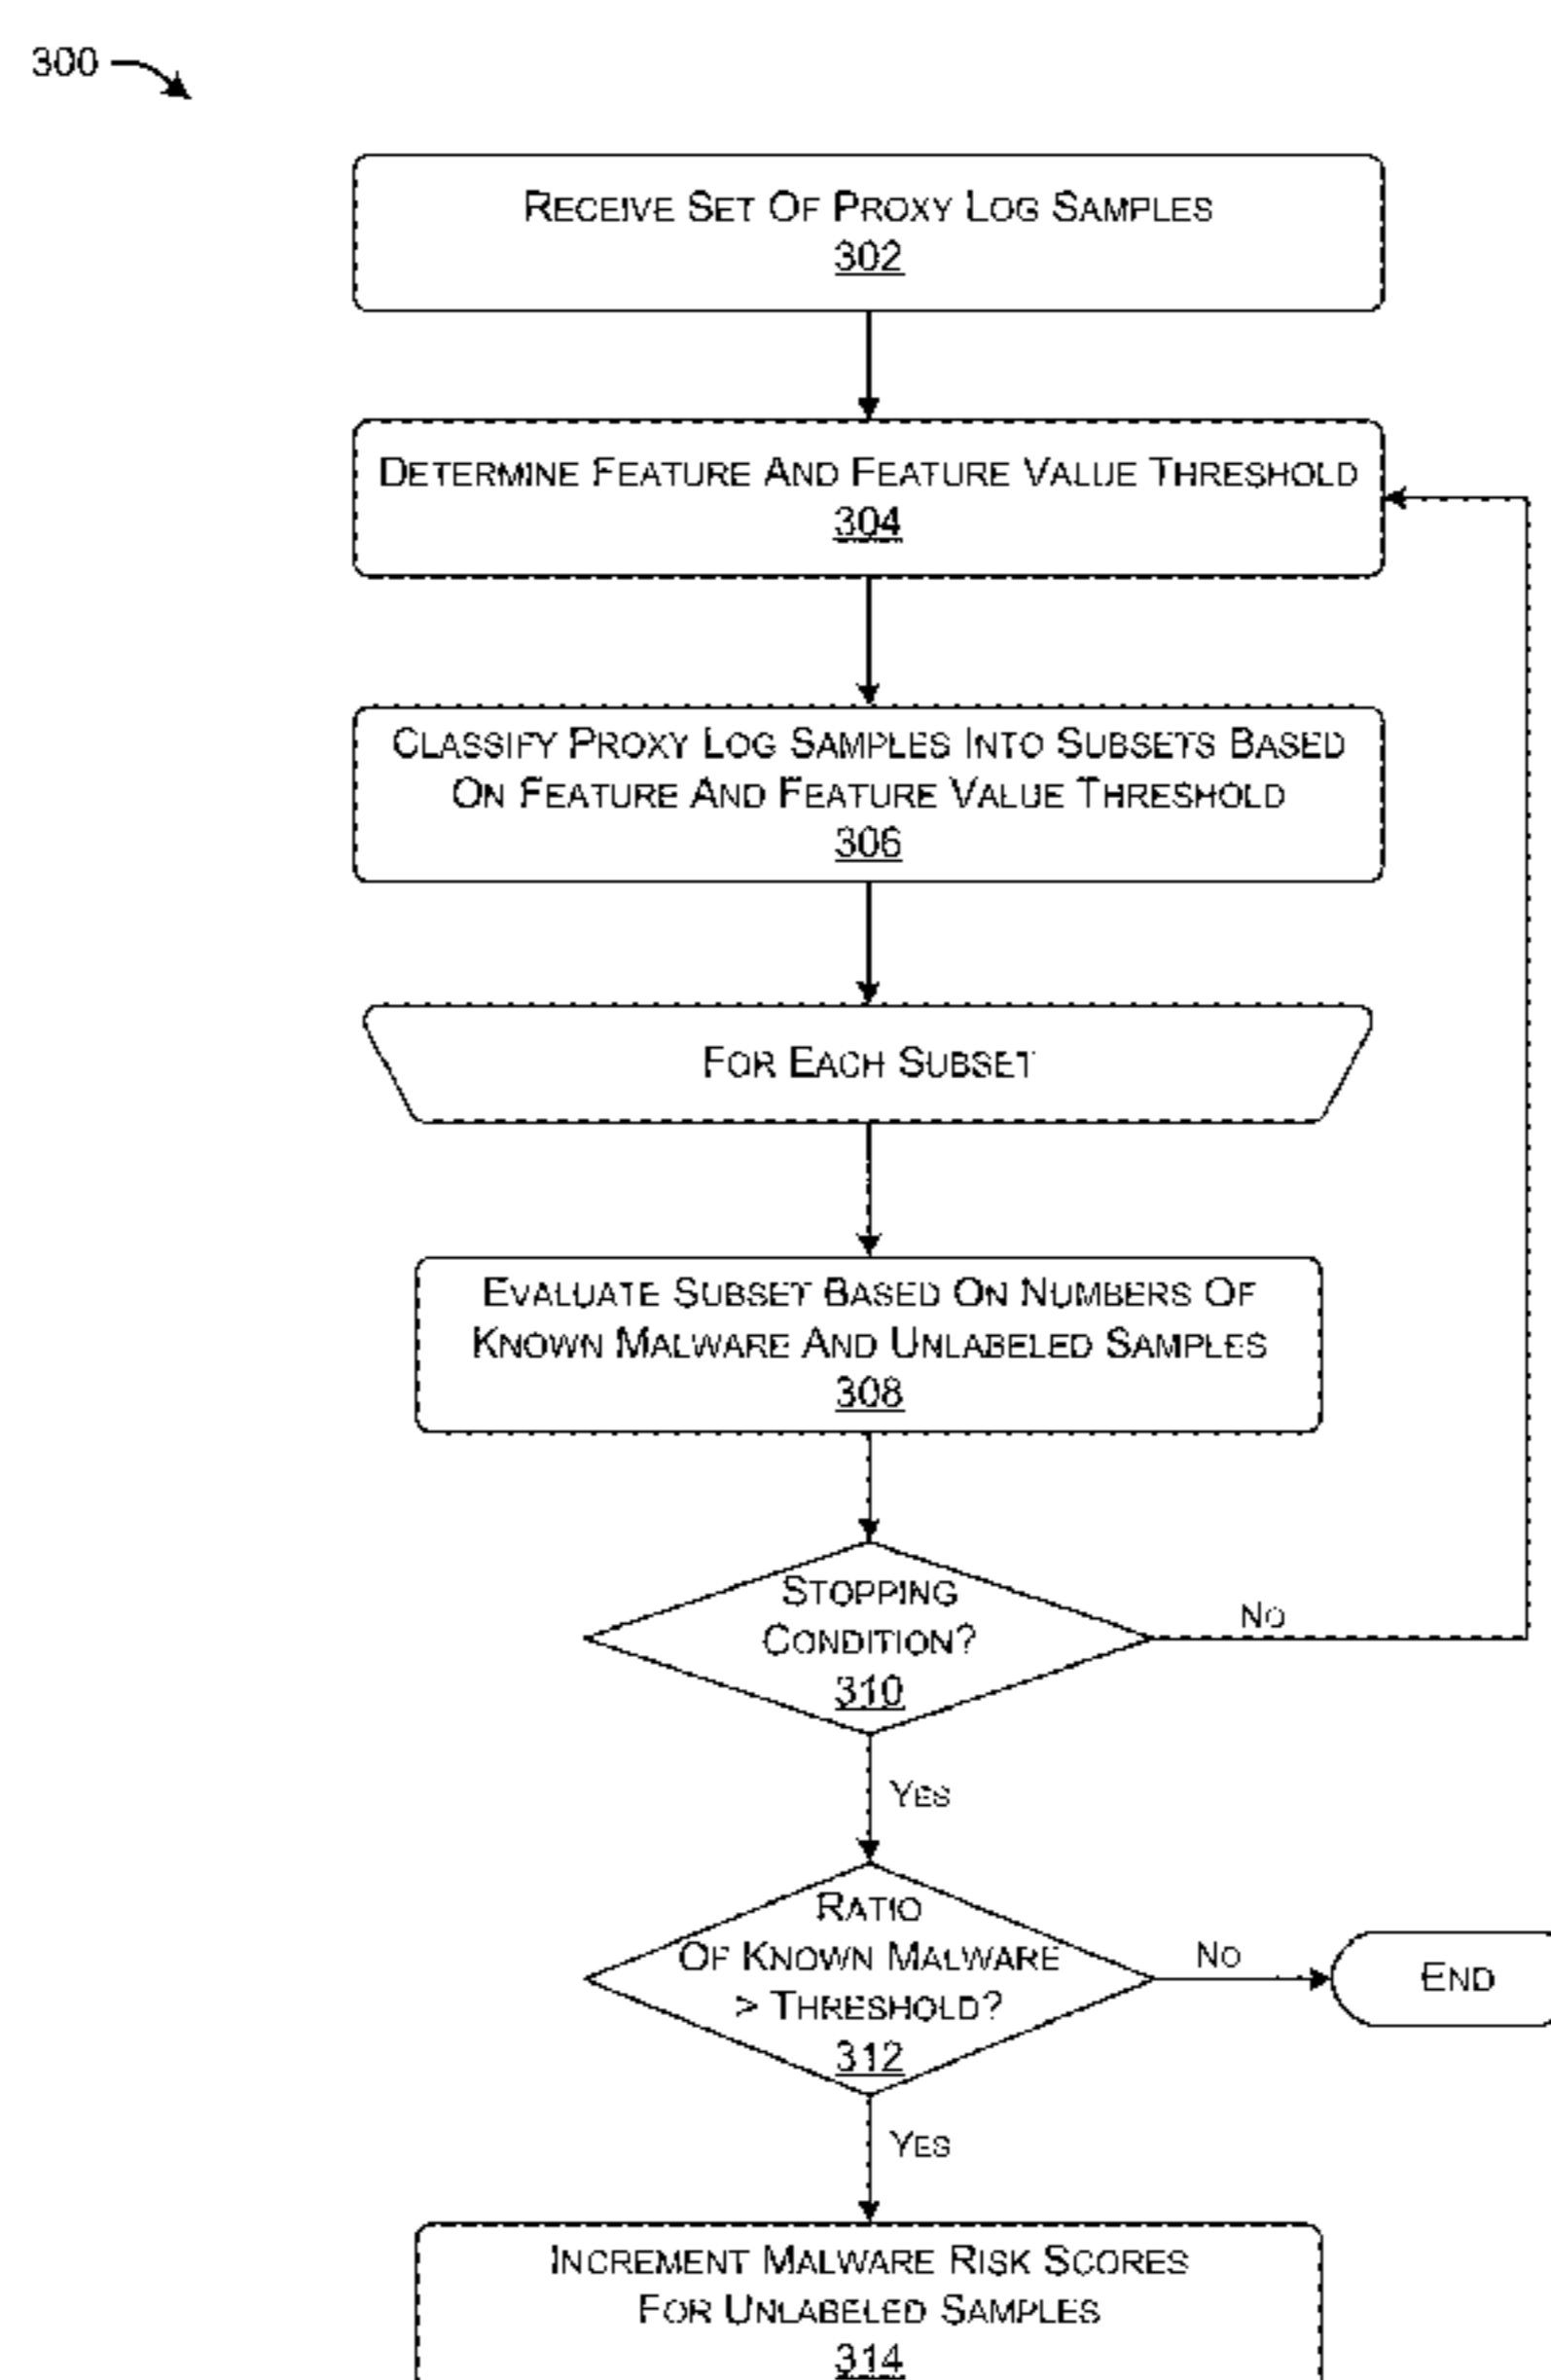 300
RECEIVE SET OF PROXY LOG SAMPLES
302
DETERMINE FEATURE AND FEATURE VALUE THRESHOLD
304
CLASSIFY PROXY LOG SAMPLES INTO SUBSETS BASED
ON FEATURE AND FEATURE VALUE THRESHOLD
306
FOR EACH SUBSET
EVALUATE SUBSET BASED ON NUMBERS OF
KNOWN MALWARE AND UNLABELED SAMPLES
308
STOPPING
CONDITION?
310
NO
YES
RATIO
OF KNOWN MALWARE
> THRESHOLD?
312
NO
END
YES
INCREMENT MALWARE RISK SCORES
FOR UNLABELED SAMPLES
314